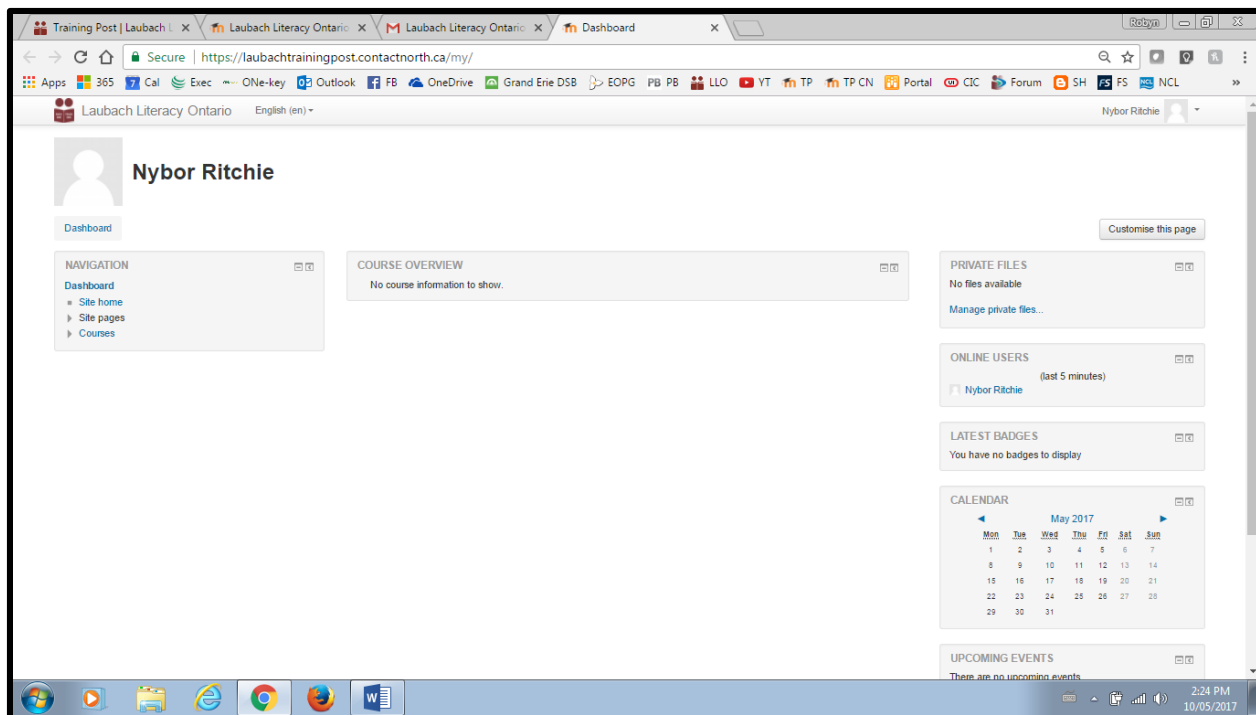 Training Post | Laubach L
Laubach Literacy Ontario
Laubach Literacy Ontario
Dashboard
Robyn
Secure | https://laubachtrainingpost.contactnorth.ca/my/
Apps 365 Cal Exec ONe-key Outlook FB OneDrive Grand Erie DSB EOPG PB PB LLO YT TP TP CN Portal CIC Forum SH FS FS NCL »
Laubach Literacy Ontario English (en) Nybor Ritchie
Nybor Ritchie
Dashboard
Customise this page
NAVIGATION
Dashboard
Site home
Site pages
Courses
COURSE OVERVIEW
No course information to show.
PRIVATE FILES
No files available
Manage private files...
ONLINE USERS
(last 5 minutes)
Nybor Ritchie
LATEST BADGES
You have no badges to display
CALENDAR
May 2017
Mon Tue Wed Thu Fri Sat Sun
1 2 3 4 5 6 7
8 9 10 11 12 13 14
15 16 17 18 19 20 21
22 23 24 25 26 27 28
29 30 31
UPCOMING EVENTS
There are no upcoming events
2:24 PM
10/05/2017